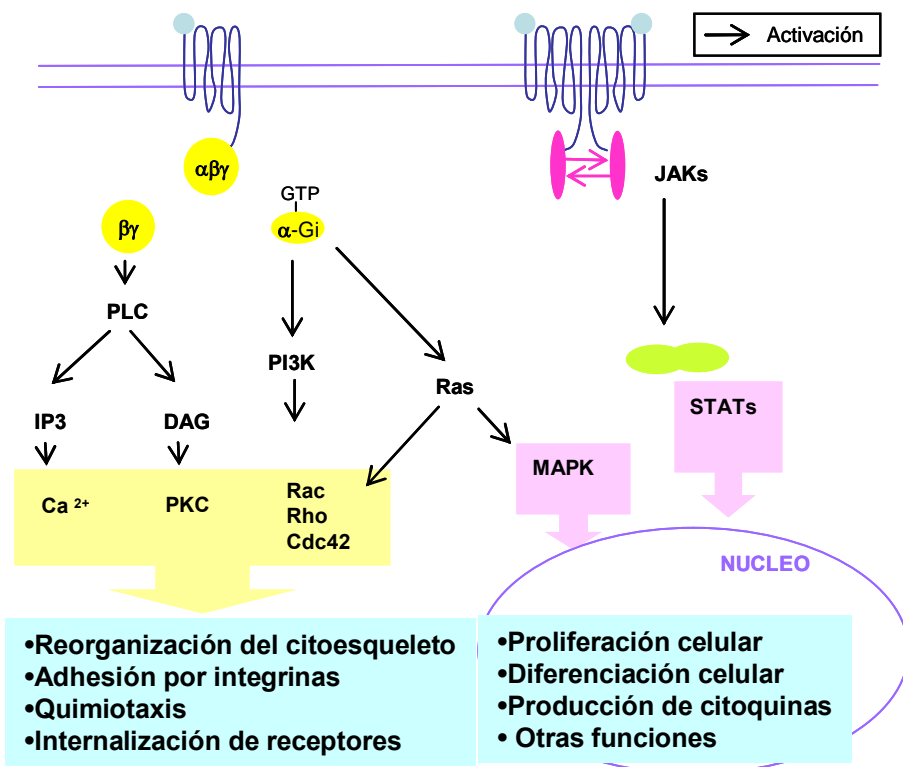 Activación
αβγ
JAKs
GTP
α-Gi
βγ
PLC
PI3K
Ras
IP3
DAG
STATs
MAPK
Ca 2+
PKC
Rac
Rho
Cdc42
NUCLEO
•Reorganización del citoesqueleto
•Adhesión por integrinas
•Quimiotaxis
•Internalización de receptores
•Proliferación celular
•Diferenciación celular
•Producción de citoquinas
• Otras funciones